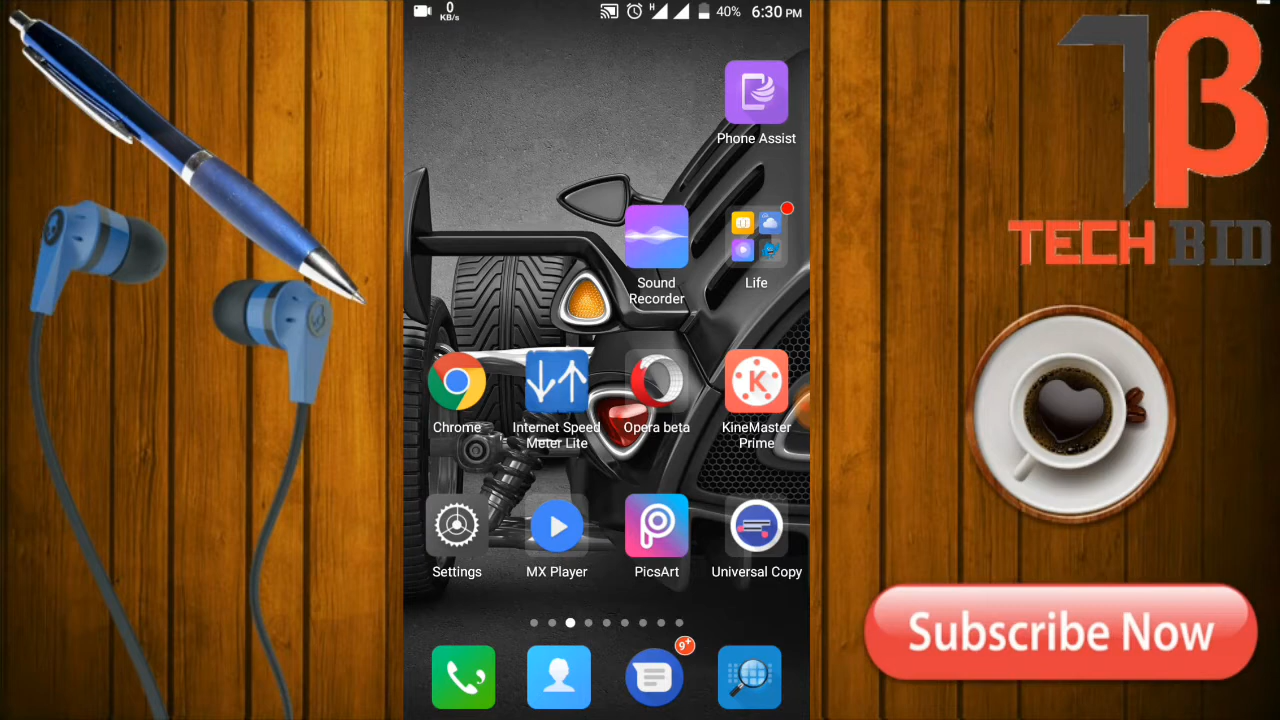 0
KB/s
H
40%
6:30 PM
Phone Assist
Sound
Recorder
Life
Chrome
Internet Speed
Meter Lite
Opera beta
K
KineMaster
Prime
Settings
MX Player
PicsArt
Universal Copy
9+
TECH BID
Subscribe Now